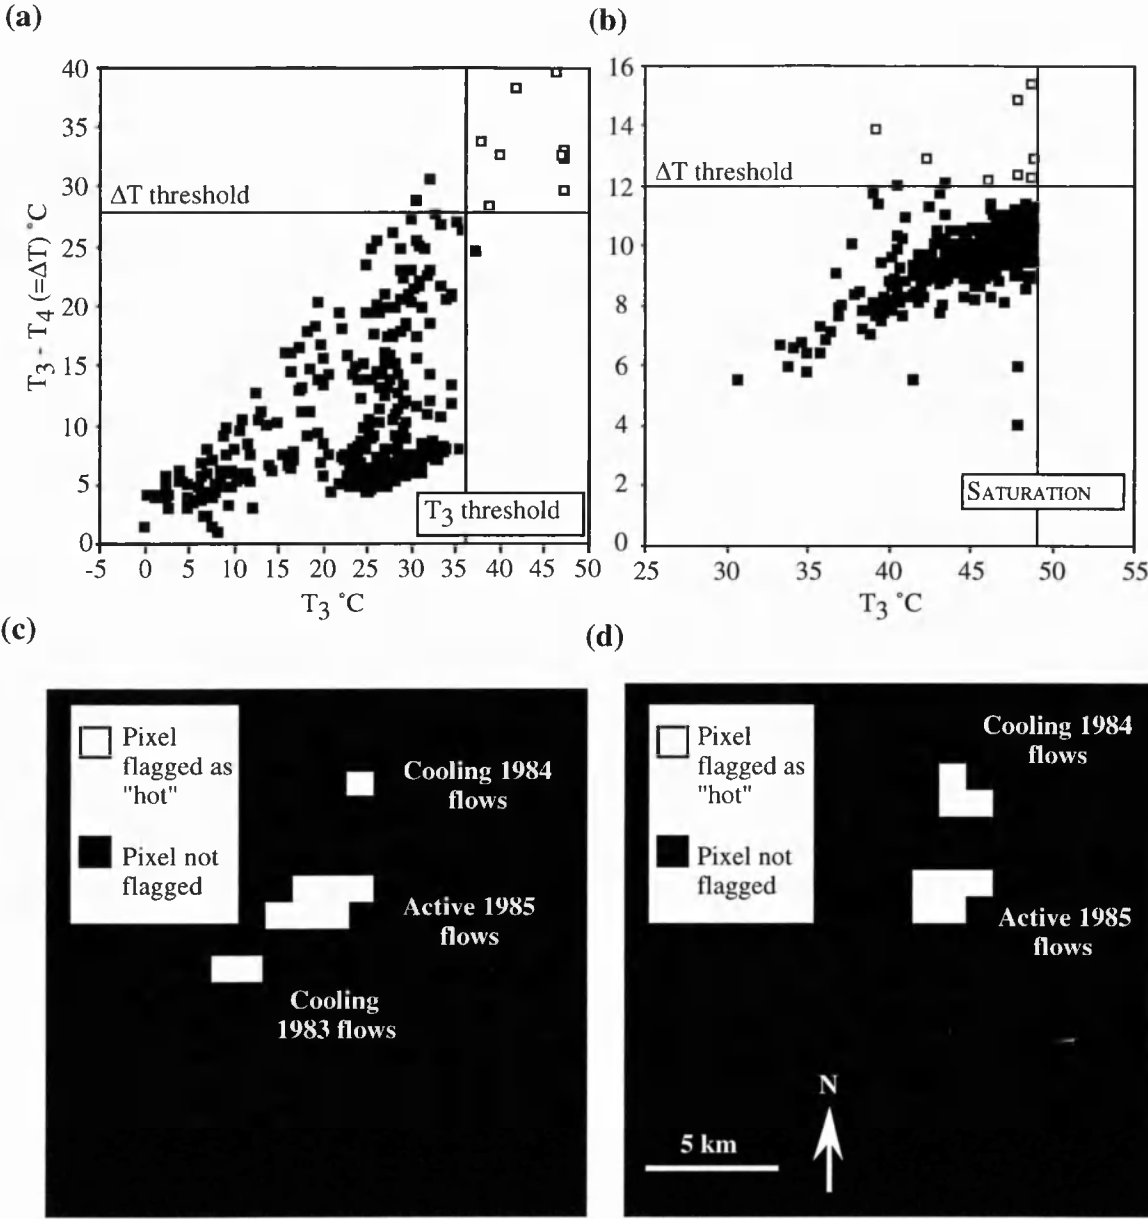 (a)
40
35
30
25
20
15
10
5
0
T3 - T4 (=ΔT) °C
ΔT threshold
T3 threshold
-5 0 5 10 15 20 25 30 35 40 45 50
T3 °C
(b)
16
14
12
10
8
6
4
2
0
ΔT threshold
SATURATION
25 30 35 40 45 50 55
T3 °C
(c)
Pixel
flagged as
"hot"
Pixel not
flagged
Cooling 1984
flows
Active 1985
flows
Cooling
1983 flows
(d)
Pixel
flagged as
"hot"
Pixel not
flagged
Cooling 1984
flows
Active 1985
flows
N
5 km